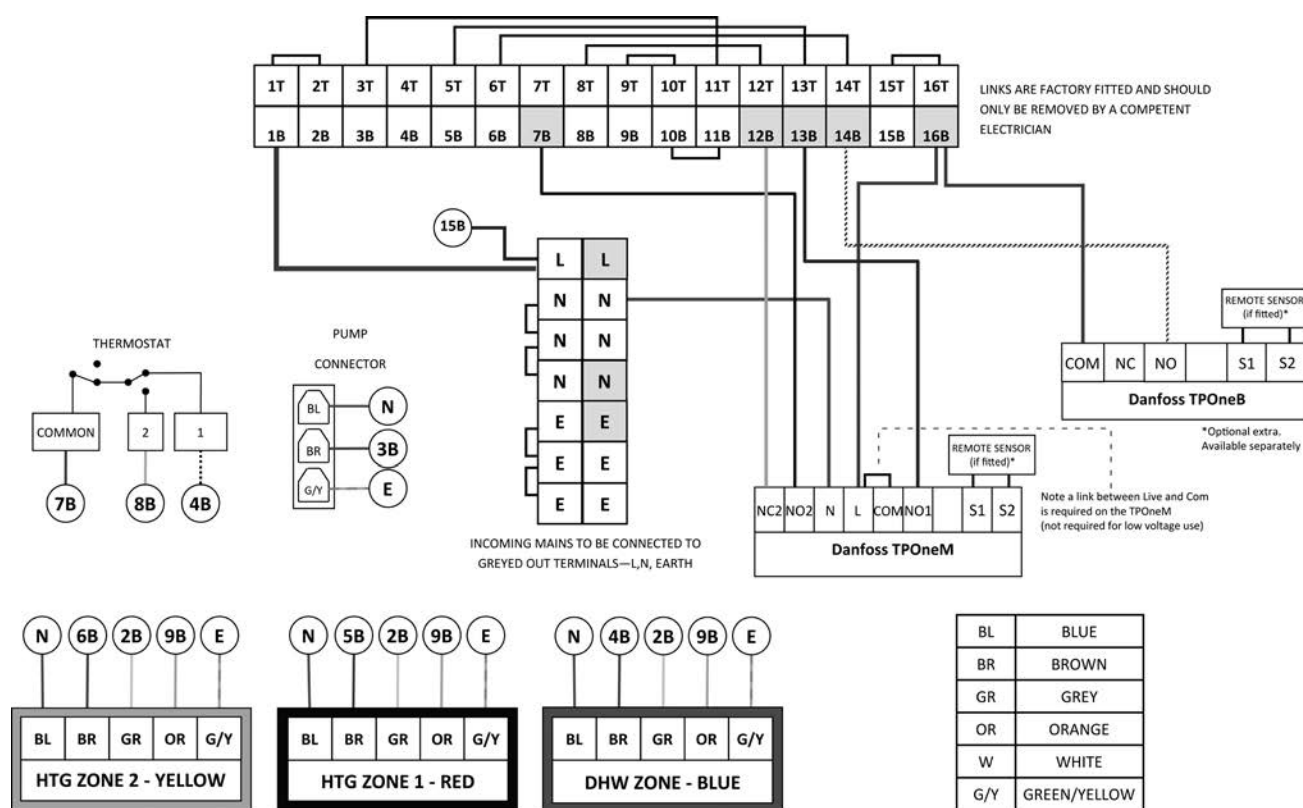 1T 2T 3T 4T 5T 6T 7T 8T 9T 10T 11T 12T 13T 14T 15T 16T
1B 2B 3B 4B 5B 6B 7B 8B 9B 10B 11B 12B 13B 14B 15B 16B
LINKS ARE FACTORY FITTED AND SHOULD
ONLY BE REMOVED BY A COMPETENT
ELECTRICIAN
15B
L L
N N
N N
N N
E E
E E
E E
INCOMING MAINS TO BE CONNECTED TO
GREYED OUT TERMINALS—L,N, EARTH
THERMOSTAT
COMMON 2 1
7B 8B 4B
PUMP
CONNECTOR
BL N
BR 3B
G/Y E
REMOTE SENSOR
(if fitted)*
COM NC NO S1 S2
Danfoss TPOneB
*Optional extra.
Available separately
REMOTE SENSOR
(if fitted)*
NC2 NO2 N L COM NO1 S1 S2
Danfoss TPOneM
Note a link between Live and Com
is required on the TPOneM
(not required for low voltage use)
N 6B 2B 9B E
BL BR GR OR G/Y
HTG ZONE 2 - YELLOW
N 5B 2B 9B E
BL BR GR OR G/Y
HTG ZONE 1 - RED
N 4B 2B 9B E
BL BR GR OR G/Y
DHW ZONE - BLUE
BL BLUE
BR BROWN
GR GREY
OR ORANGE
W WHITE
G/Y GREEN/YELLOW